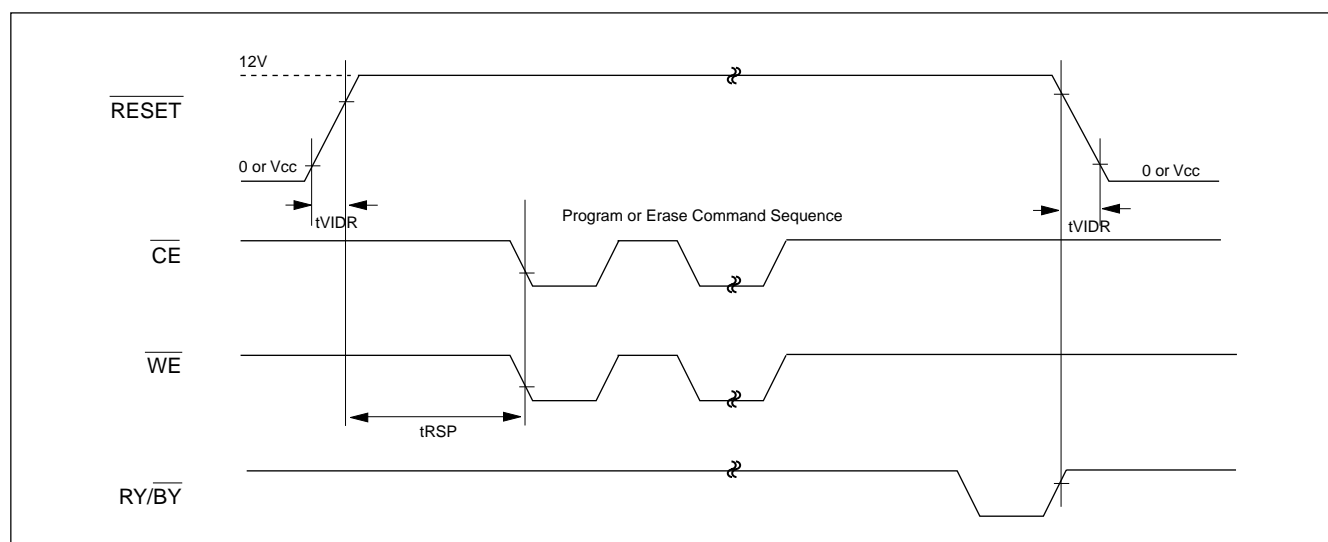 12V
RESET
0 or Vcc
0 or Vcc
tVIDR
Program or Erase Command Sequence
tVIDR
CE
WE
tRSP
RY/BY